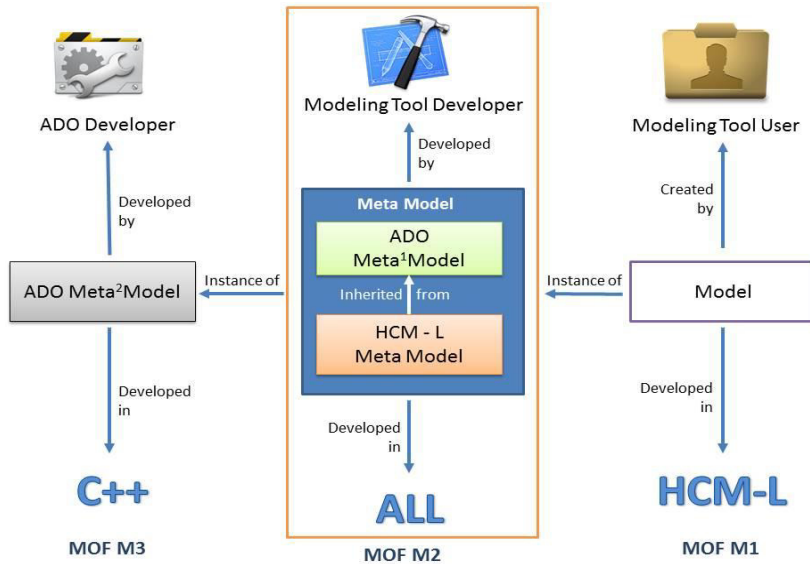 ADO Developer
Modeling Tool Developer
Modeling Tool User
Developed
by
Developed
by
Created
by
Meta Model
ADO
Meta¹Model
Inherited from
HCM - L
Meta Model
ADO Meta²Model
Instance of
Instance of
Model
Developed
in
Developed
in
Developed
in
C++
ALL
HCM-L
MOF M3
MOF M2
MOF M1